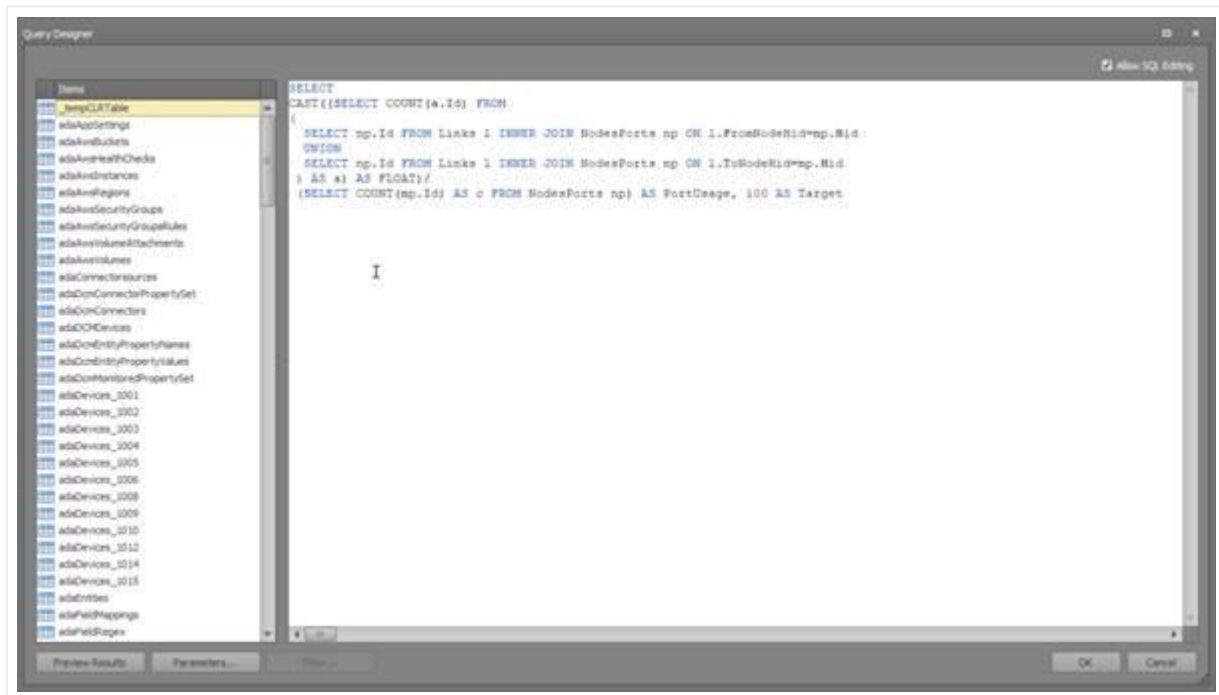 Query Designer
Allow SQL Editing
Items
_tempCLRTable
adaAppSettings
adaAwsBuckets
adaAwsHealthChecks
adaAwsInstances
adaAwsRegions
adaAwsSecurityGroups
adaAwsSecurityGroupsRules
adaAwsVolumeAttachments
adaAwsVolumes
adaConnectorsources
adaDcmConnectorPropertySet
adaDcmConnectors
adaDCMDevices
adaDcmEntityPropertyNames
adaDcmEntityPropertyValues
adaDcmMonitoredPropertySet
adaDevices_1001
adaDevices_1002
adaDevices_1003
adaDevices_1004
adaDevices_1005
adaDevices_1006
adaDevices_1008
adaDevices_1009
adaDevices_1010
adaDevices_1012
adaDevices_1014
adaDevices_1015
adaEntities
adaFieldMappings
adaFieldRegex
SELECT
CAST((SELECT COUNT(a.Id) FROM
(
SELECT np.Id FROM Links l INNER JOIN NodesPorts np ON l.FromNodeHid=np.Hid
UNION
SELECT np.Id FROM Links l INNER JOIN NodesPorts np ON l.ToNodeHid=np.Hid
) AS a) AS FLOAT)/
(SELECT COUNT(np.Id) AS c FROM NodesPorts np) AS PortUsage, 100 AS Target
Preview Results
Parameters...
OK
Cancel